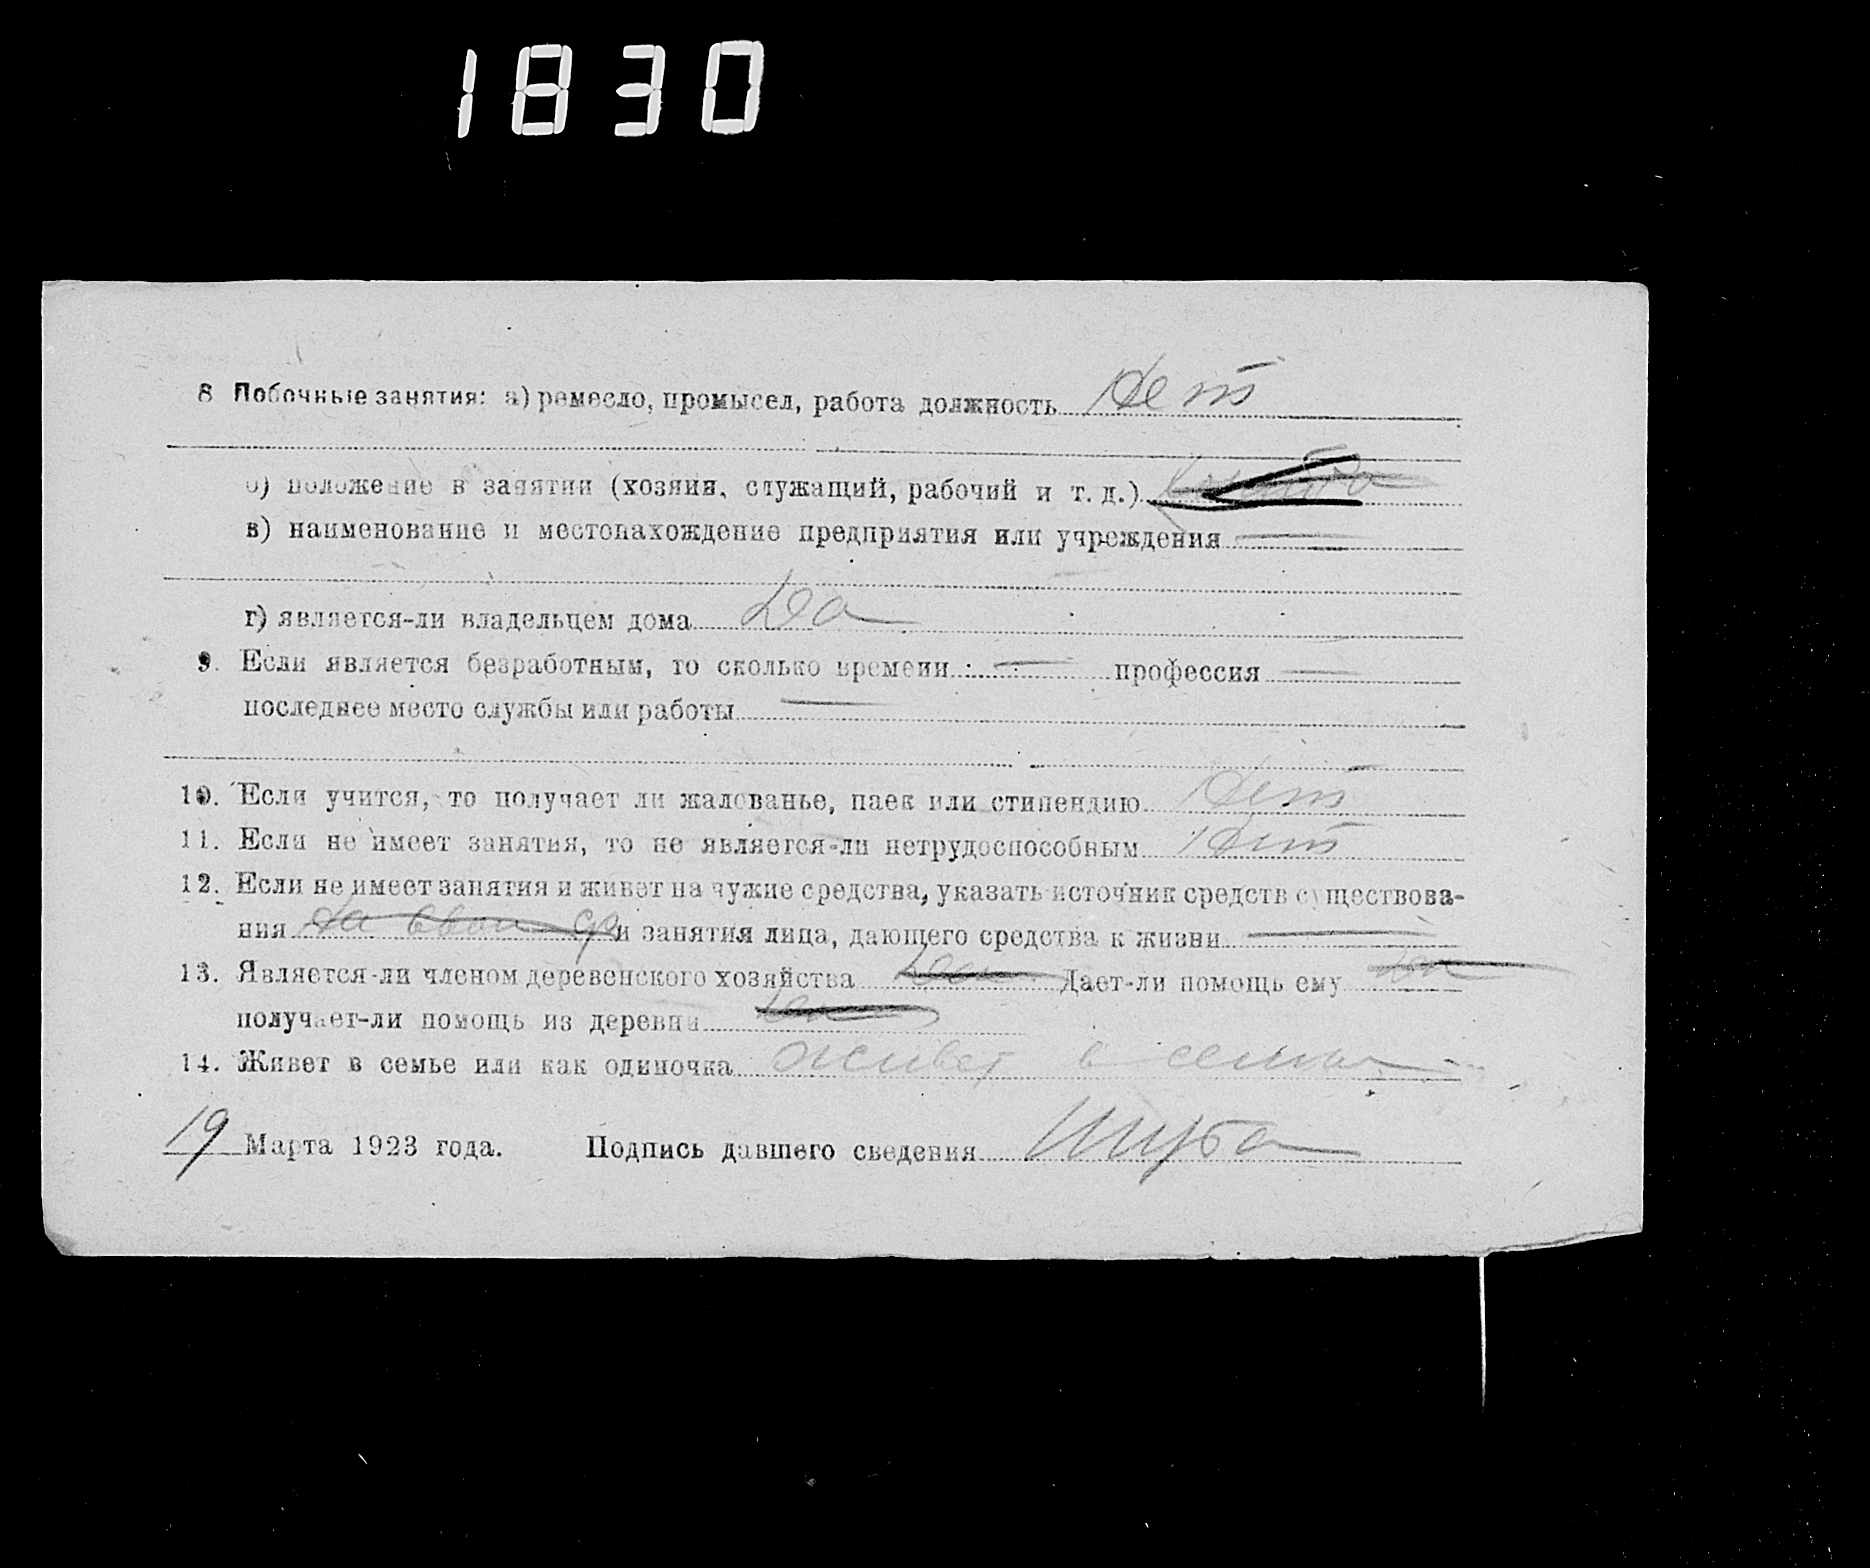 1830
8 Побочные занятия: а) ремесло, промысел, работа должность нет
б) положение в занятии (хозяин, служащий, рабочий и т. д.)
в) наименование и местонахождение предприятия или учреждения —
г) является-ли владельцем дома да
9. Если является безработным, то сколько времени — профессия —
последнее место службы или работы —
10. Если учится, то получает ли жалованье, паек или стипендию нет
11. Если не имеет занятия, то не является-ли нетрудоспособным нет
12. Если не имеет занятия и живет на чужие средства, указать источник средств существова-
ния на свои ср и занятия лица, дающего средства к жизни —
13. Является-ли членом деревенского хозяйства Дает-ли помощь ему
получает-ли помощь из деревни
14. Живет в семье или как одиночка живет в семье
19 Марта 1923 года. Подпись давшего сведения Шуба